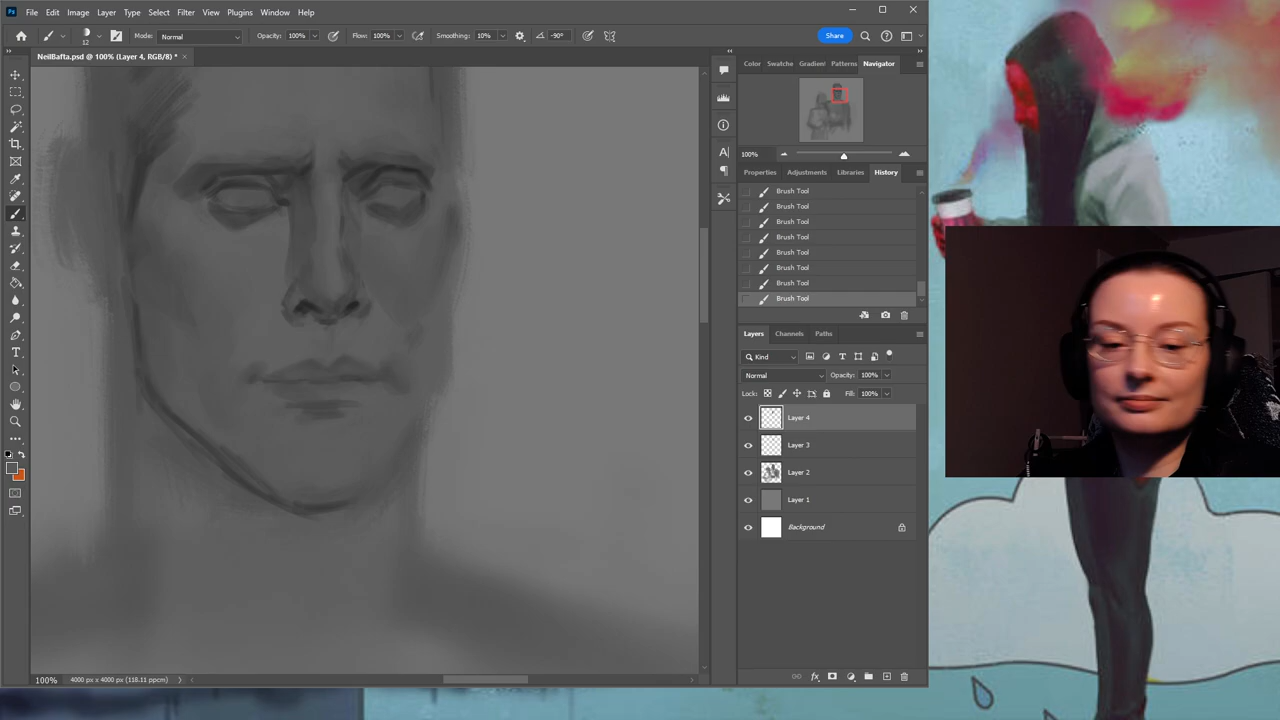 Ps File Edit Image Layer Type Select Filter View Plugins Window Help
12 Mode: Normal Opacity: 100% Flow: 100% Smoothing: 10% -90° Share
NeilBafta.psd @ 100% (Layer 4, RGB/8) *
Color Swatche Gradient Patterns Navigator
100%
Properties Adjustments Libraries History
Brush Tool
Brush Tool
Brush Tool
Brush Tool
Brush Tool
Brush Tool
Brush Tool
Brush Tool
Layers Channels Paths
Kind
Normal Opacity: 100%
Lock: Fill: 100%
Layer 4
Layer 3
Layer 2
Layer 1
Background
100% 4000 px x 4000 px (118.11 ppcm)